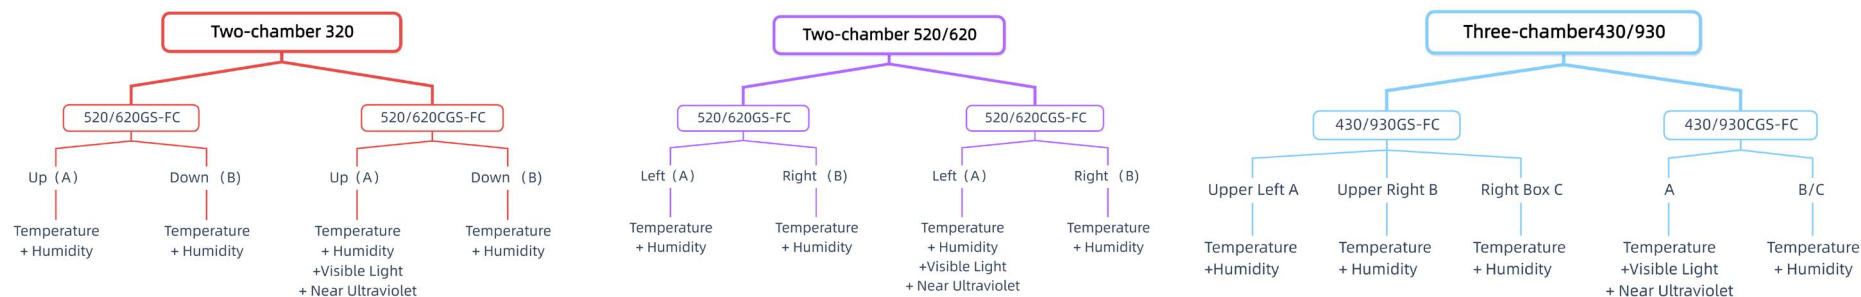 Two-chamber 320
520/620GS-FC
520/620CGS-FC
Up (A)
Down (B)
Up (A)
Down (B)
Temperature
+ Humidity
Temperature
+ Humidity
Temperature
+ Humidity
+Visible Light
+ Near Ultraviolet
Temperature
+ Humidity
Two-chamber 520/620
520/620GS-FC
520/620CGS-FC
Left (A)
Right (B)
Left (A)
Right (B)
Temperature
+ Humidity
Temperature
+ Humidity
Temperature
+ Humidity
+Visible Light
+ Near Ultraviolet
Temperature
+ Humidity
Three-chamber430/930
430/930GS-FC
430/930CGS-FC
Upper Left A
Upper Right B
Right Box C
A
B/C
Temperature
+Humidity
Temperature
+ Humidity
Temperature
+ Humidity
Temperature
+Visible Light
+ Near Ultraviolet
Temperature
+ Humidity